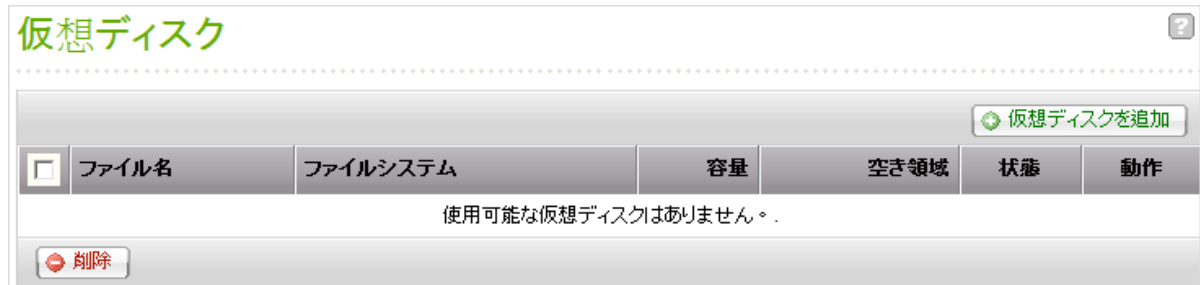 仮想ディスク
?
仮想ディスクを追加
ファイル名 ファイルシステム 容量 空き領域 状態 動作
使用可能な仮想ディスクはありません。.
削除